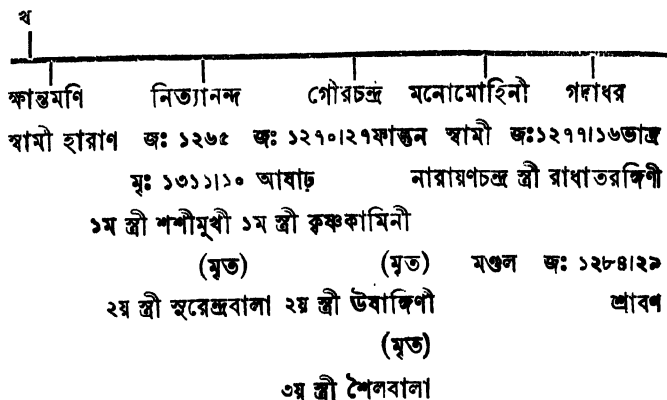 খ
ক্ষান্তমণি নিত্যানন্দ গৌরচন্দ্র মনোমোহিনী গদাধর
স্বামী হারাণ জঃ ১২৬৫ জঃ ১২৭০।২৭ফাল্গুন স্বামী জঃ১২৭৭।১৬ভাদ্র
মৃঃ ১৩১১।১০ আষাঢ় নারায়ণচন্দ্র স্ত্রী রাধাতরঙ্গিণী
১ম স্ত্রী শশীমুখী ১ম স্ত্রী কৃষ্ণকামিনী
(মৃত) (মৃত) মণ্ডল জঃ ১২৮৪।২৯
২য় স্ত্রী সুরেন্দ্রবালা ২য় স্ত্রী উষাঙ্গিণী শ্রাবণ
(মৃত)
৩য় স্ত্রী শৈলবালা